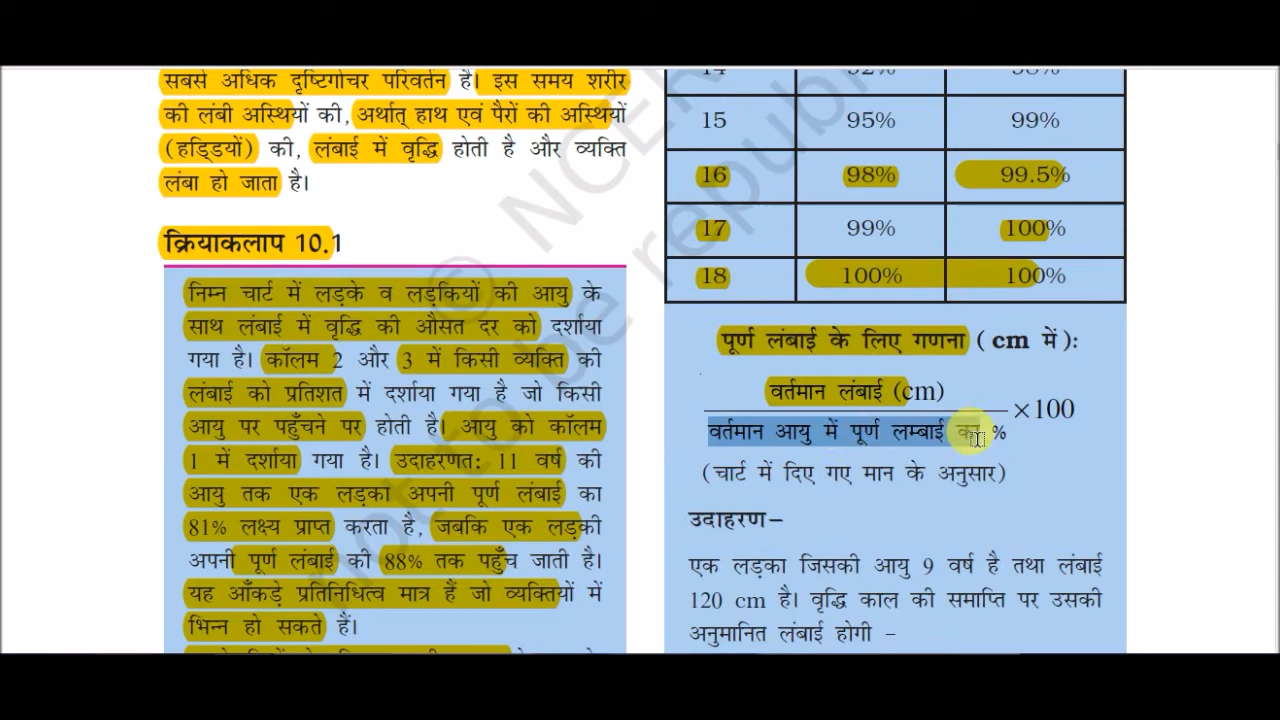 सबसे अधिक दृष्टिगोचर परिवर्तन है। इस समय शरीर
की लंबी अस्थियों की, अर्थात् हाथ एवं पैरों की अस्थियों
(हड्डियों) की, लंबाई में वृद्धि होती है और व्यक्ति
लंबा हो जाता है।
क्रियाकलाप 10.1
निम्न चार्ट में लड़के व लड़कियों की आयु के
साथ लंबाई में वृद्धि की औसत दर को दर्शाया
गया है। कॉलम 2 और 3 में किसी व्यक्ति की
लंबाई को प्रतिशत में दर्शाया गया है जो किसी
आयु पर पहुँचने पर होती है। आयु को कॉलम
1 में दर्शाया गया है। उदाहरणत: 11 वर्ष की
आयु तक एक लड़का अपनी पूर्ण लंबाई का
81% लक्ष्य प्राप्त करता है, जबकि एक लड़की
अपनी पूर्ण लंबाई की 88% तक पहुँच जाती है।
यह आँकड़े प्रतिनिधित्व मात्र हैं जो व्यक्तियों में
भिन्न हो सकते हैं।
15 95% 99%
16 98% 99.5%
17 99% 100%
18 100% 100%
पूर्ण लंबाई के लिए गणना (cm में):
वर्तमान लंबाई (cm)
×100
वर्तमान आयु में पूर्ण लम्बाई का %
(चार्ट में दिए गए मान के अनुसार)
उदाहरण–
एक लड़का जिसकी आयु 9 वर्ष है तथा लंबाई
120 cm है। वृद्धि काल की समाप्ति पर उसकी
अनुमानित लंबाई होगी –
© NCER
not to be republ